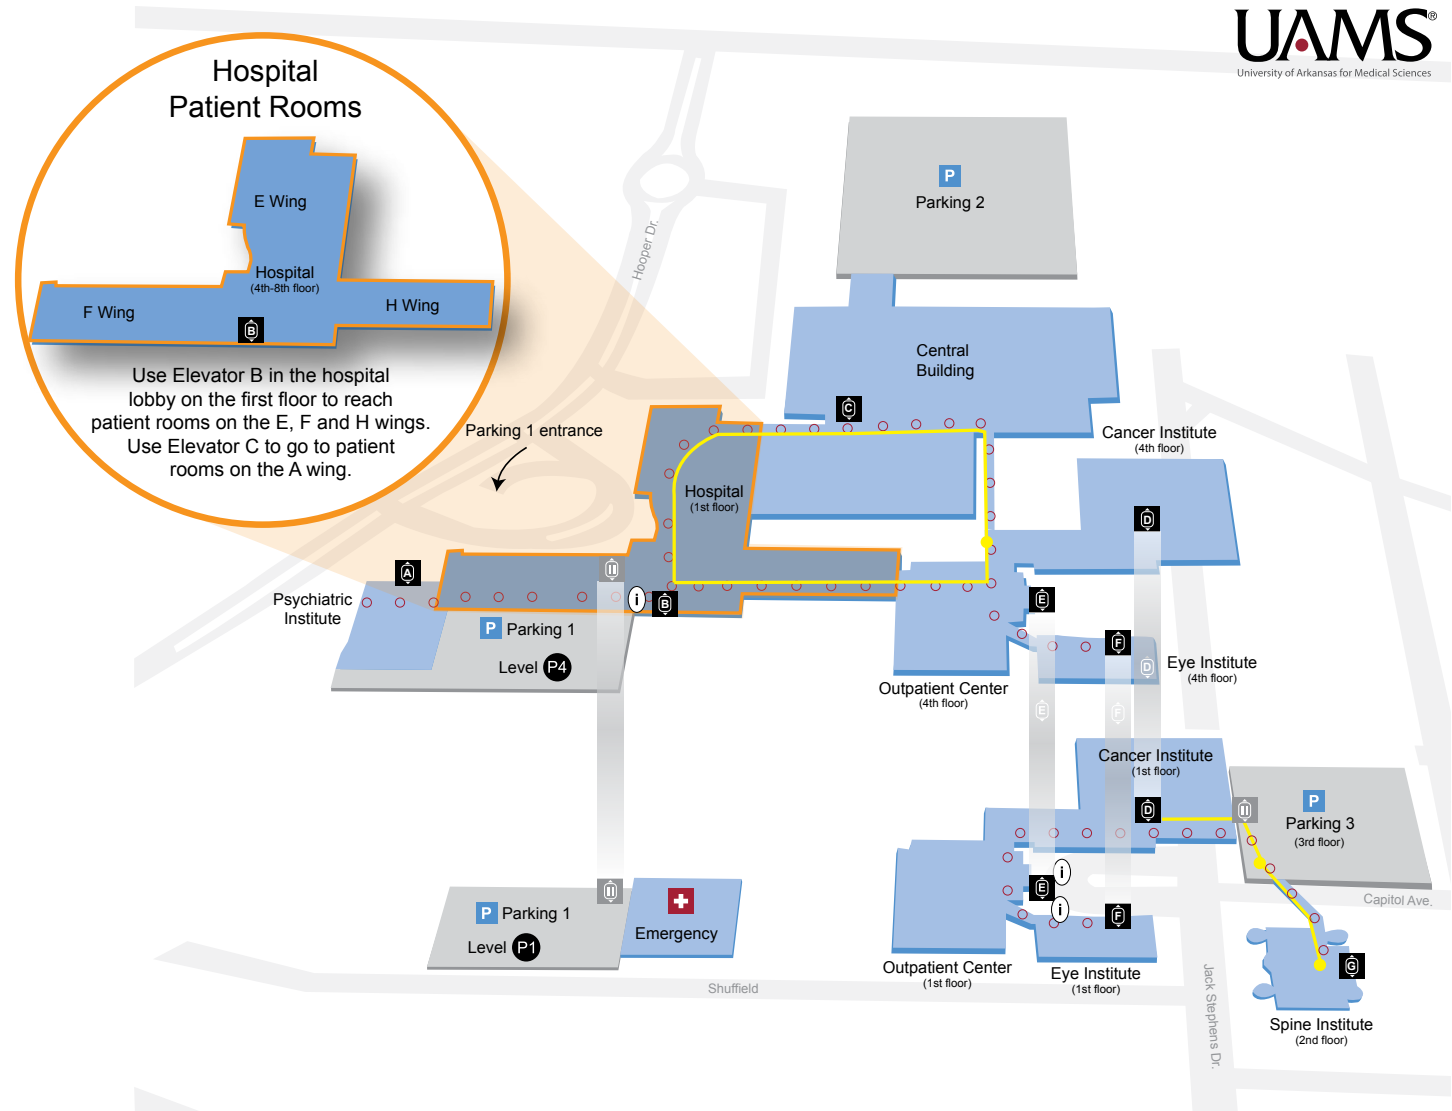 UAMS®
University of Arkansas for Medical Sciences
Hospital
Patient Rooms
E Wing
Hospital
(4th-8th floor)
F Wing
H Wing
B
Use Elevator B in the hospital
lobby on the first floor to reach
patient rooms on the E, F and H wings.
Use Elevator C to go to patient
rooms on the A wing.
Hooper Dr.
P
Parking 2
Central
Building
C
Parking 1 entrance
Cancer Institute
(4th floor)
D
Hospital
(1st floor)
A
Psychiatric
Institute
i
B
P Parking 1
Level P4
E
F
Eye Institute
(4th floor)
D
Outpatient Center
(4th floor)
E
F
Cancer Institute
(1st floor)
D
P
Parking 3
(3rd floor)
i
E
i
F
Capitol Ave.
P Parking 1
Level P1
Emergency
Outpatient Center
(1st floor)
Eye Institute
(1st floor)
G
Shuffield
Jack Stephens Dr.
Spine Institute
(2nd floor)